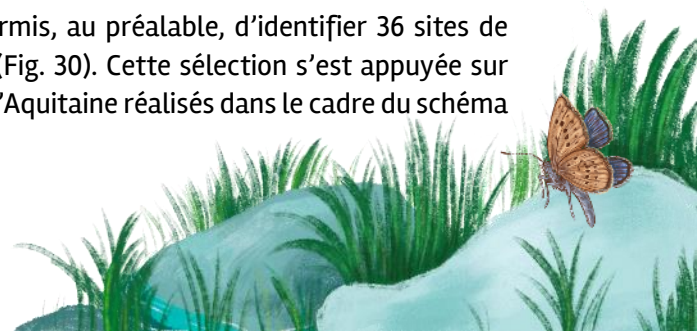 rmis, au préalable, d’identifier 36 sites de
(Fig. 30). Cette sélection s’est appuyée sur
’Aquitaine réalisés dans le cadre du schéma